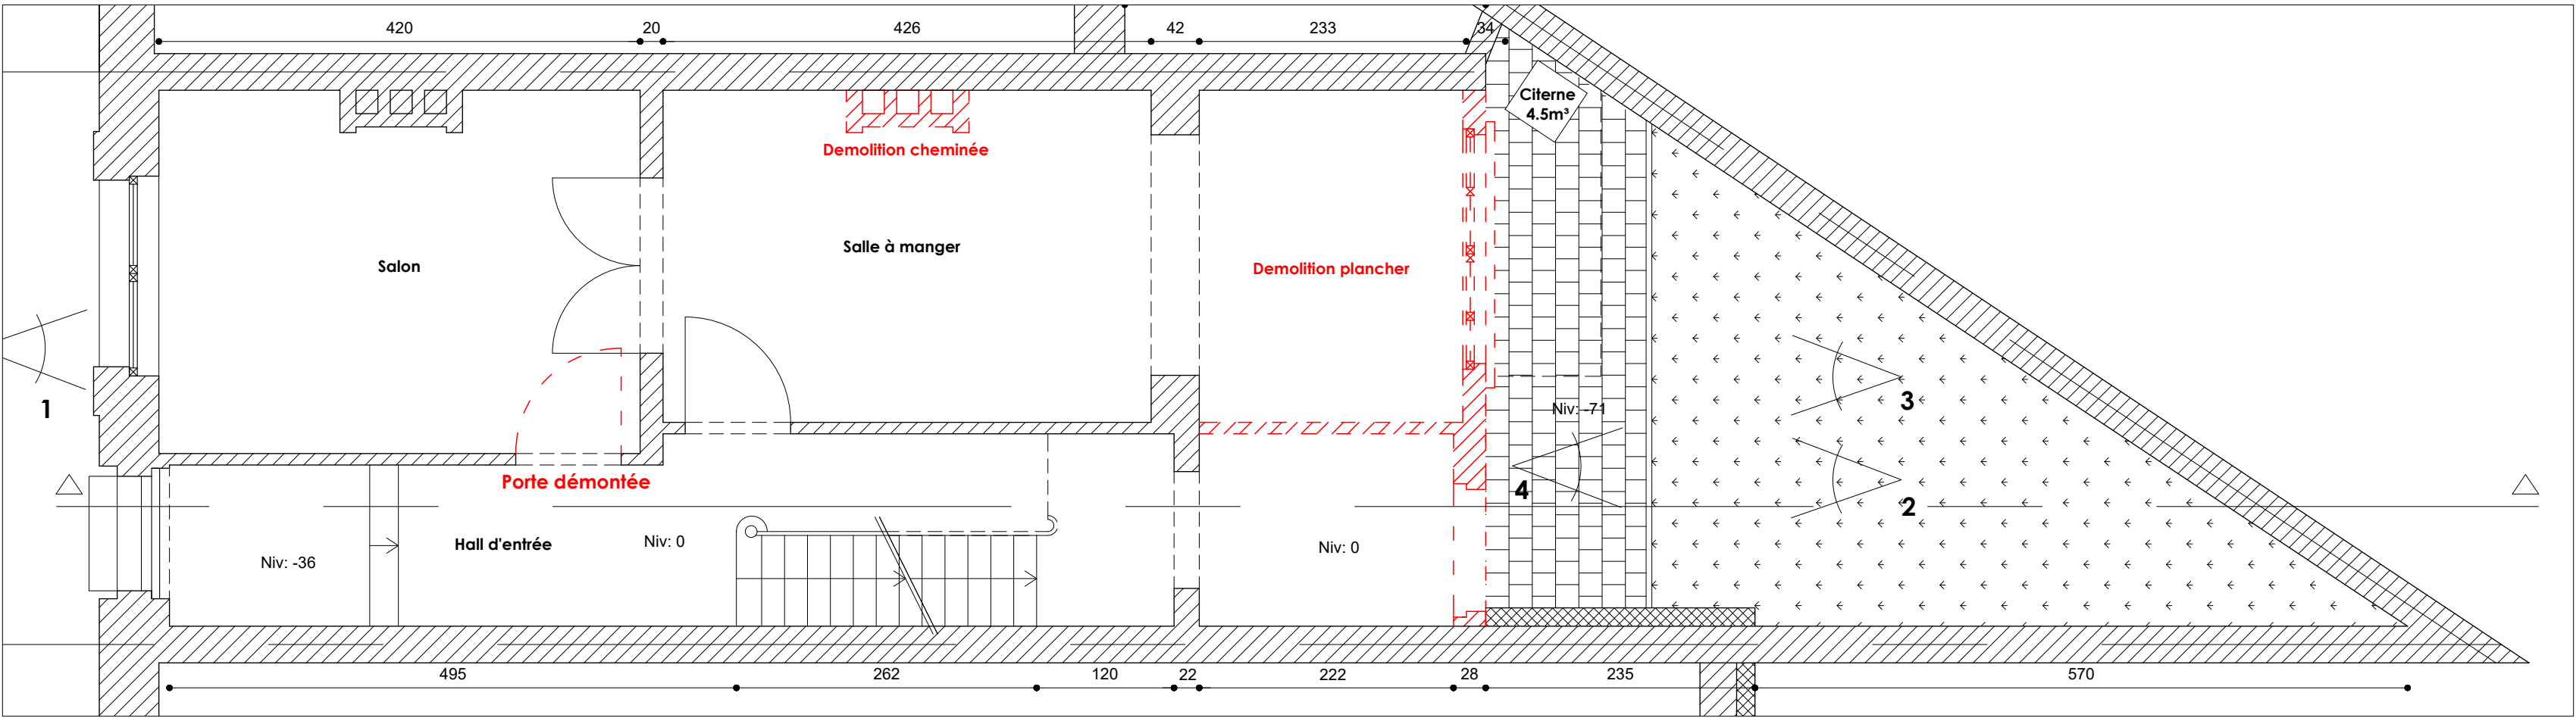 420
20
426
42
233
34
Citerne
4.5m³
Demolition cheminée
Salle à manger
Salon
Demolition plancher
1
3
Niv: -71
Porte démontée
4
2
Hall d'entrée
Niv: 0
Niv: 0
Niv: -36
495
262
120
22
222
28
235
570